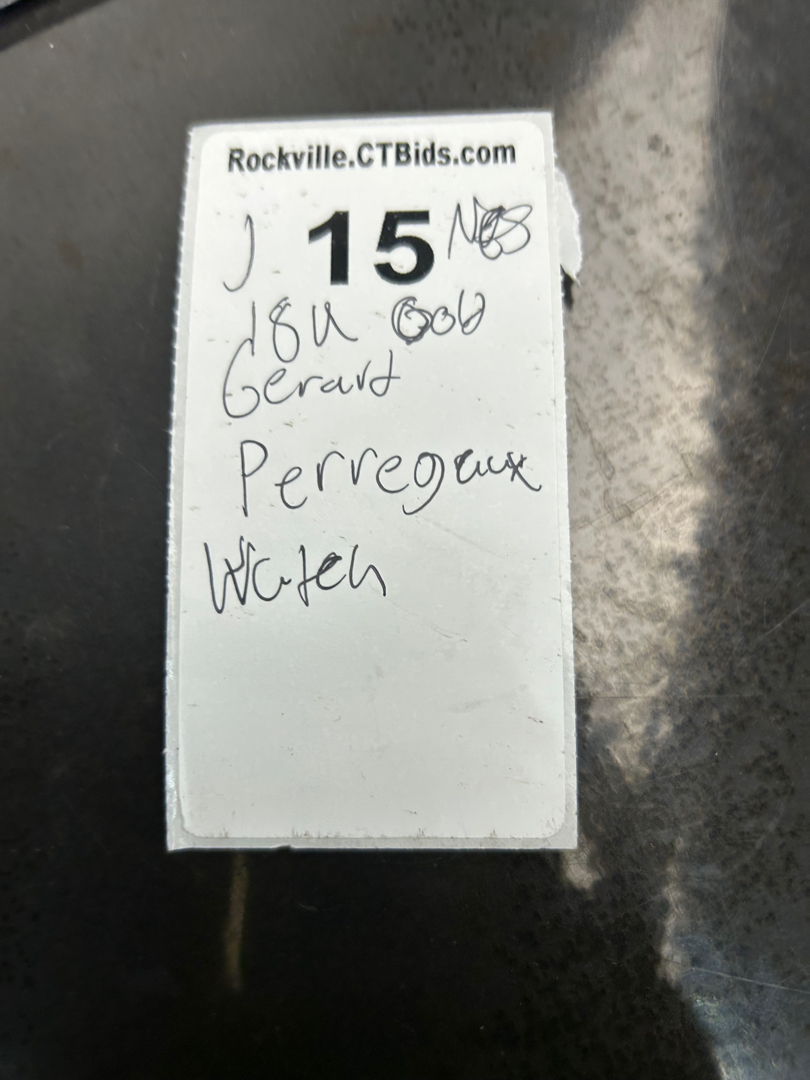 Rockville.CTBids.com
J 15
18K Gold
Gerard
Perregaux
Watch